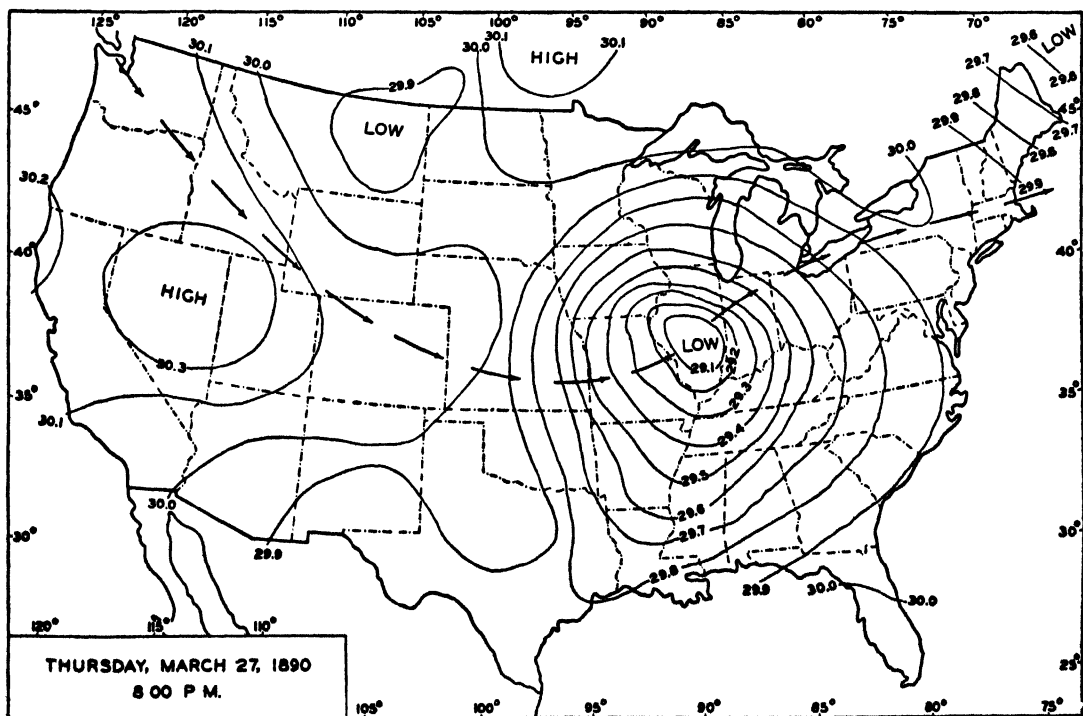 125° 120° 110° 105° 100° 95° 90° 85° 80° 75° 70°
30.1 30.0 30.0 30.1 29.6 LOW
HIGH 29.7 29.8
29.9 29.8 45°
45° LOW 29.9 29.7
30.0 29.8
30.2 29.9
40° 40°
HIGH
LOW 29.2
29.1
30.3 29.3 35°
35°
30.1 29.4
29.5
30.0 29.6
30° 29.7 30°
29.9
29.8 29.9 30.0 30.0
120° 115° 110°
THURSDAY, MARCH 27, 1890
8 00 P M.
25°
105° 100° 95° 90° 85° 80° 75°